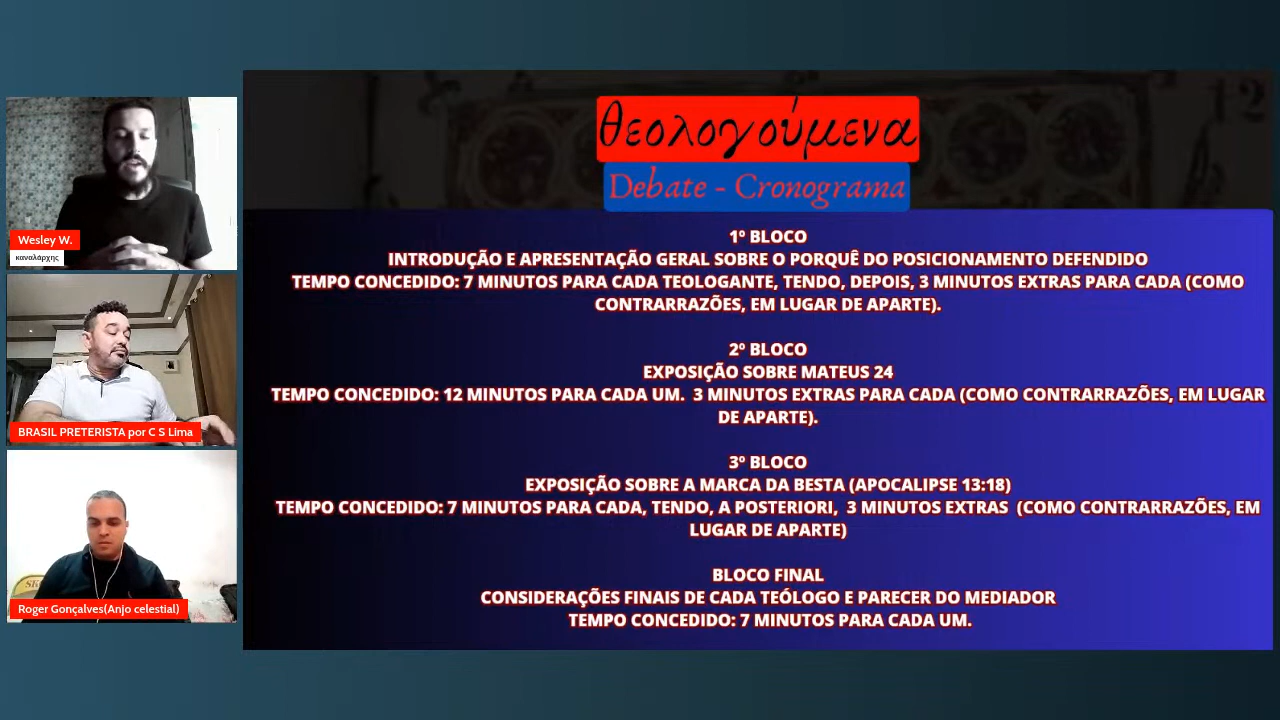 θεολογούμενα
Debate - Cronograma
1º BLOCO
INTRODUÇÃO E APRESENTAÇÃO GERAL SOBRE O PORQUÊ DO POSICIONAMENTO DEFENDIDO
TEMPO CONCEDIDO: 7 MINUTOS PARA CADA TEOLOGANTE, TENDO, DEPOIS, 3 MINUTOS EXTRAS PARA CADA (COMO
CONTRARRAZÕES, EM LUGAR DE APARTE).
2º BLOCO
EXPOSIÇÃO SOBRE MATEUS 24
TEMPO CONCEDIDO: 12 MINUTOS PARA CADA UM. 3 MINUTOS EXTRAS PARA CADA (COMO CONTRARRAZÕES, EM LUGAR
DE APARTE).
3º BLOCO
EXPOSIÇÃO SOBRE A MARCA DA BESTA (APOCALIPSE 13:18)
TEMPO CONCEDIDO: 7 MINUTOS PARA CADA, TENDO, A POSTERIORI, 3 MINUTOS EXTRAS (COMO CONTRARRAZÕES, EM
LUGAR DE APARTE)
BLOCO FINAL
CONSIDERAÇÕES FINAIS DE CADA TEÓLOGO E PARECER DO MEDIADOR
TEMPO CONCEDIDO: 7 MINUTOS PARA CADA UM.
Wesley W.
καναλάρχης
BRASIL PRETERISTA por C S Lima
Roger Gonçalves(Anjo celestial)